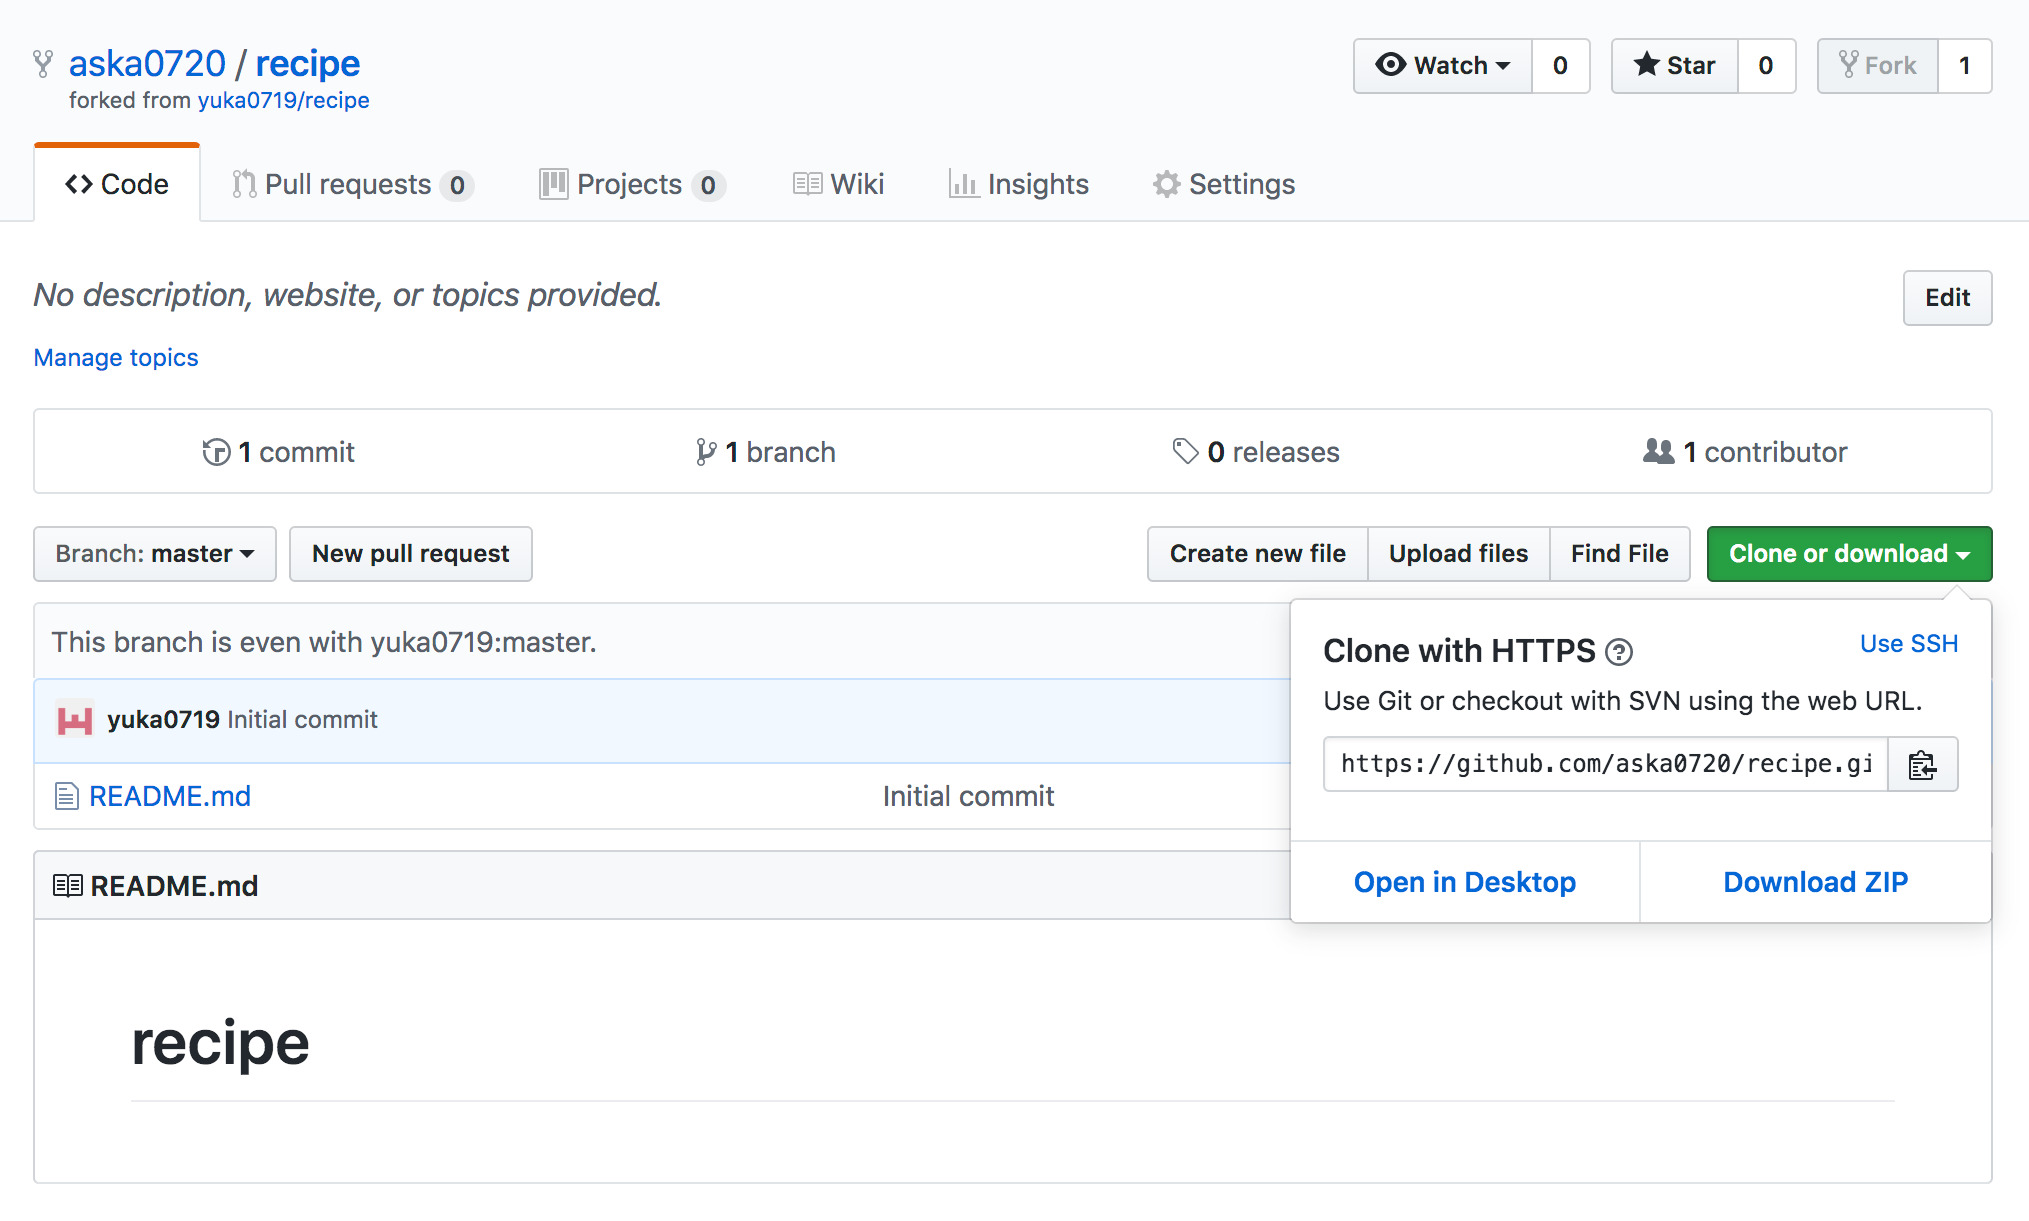 aska0720 / recipe
forked from yuka0719/recipe
Watch 0 Star 0 Fork 1
Code Pull requests 0 Projects 0 Wiki Insights Settings
No description, website, or topics provided.
Edit
Manage topics
1 commit 1 branch 0 releases 1 contributor
Branch: master New pull request Create new file Upload files Find File Clone or download
This branch is even with yuka0719:master.
yuka0719 Initial commit
README.md Initial commit
Clone with HTTPS ? Use SSH
Use Git or checkout with SVN using the web URL.
https://github.com/aska0720/recipe.gi
Open in Desktop Download ZIP
README.md
recipe